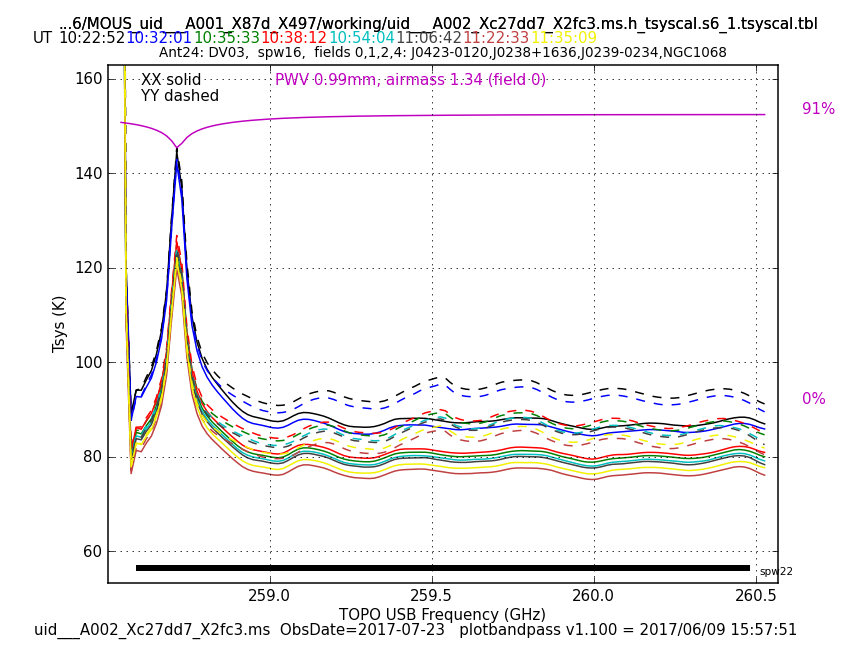 ...6/MOUS_uid___A001_X87d_X497/working/uid___A002_Xc27dd7_X2fc3.ms.h_tsyscal.s6_1.tsyscal.tbl
UT 10:22:52 10:32:01 10:35:33 10:38:12 10:54:04 11:06:42 11:22:33 11:35:09
Ant24: DV03,  spw16,  fields 0,1,2,4: J0423-0120,J0238+1636,J0239-0234,NGC1068
XX solid
YY dashed
PWV 0.99mm, airmass 1.34 (field 0)
91%
0%
160
140
120
100
80
60
Tsys (K)
spw22
259.0 259.5 260.0 260.5
TOPO USB Frequency (GHz)
uid___A002_Xc27dd7_X2fc3.ms  ObsDate=2017-07-23   plotbandpass v1.100 = 2017/06/09 15:57:51